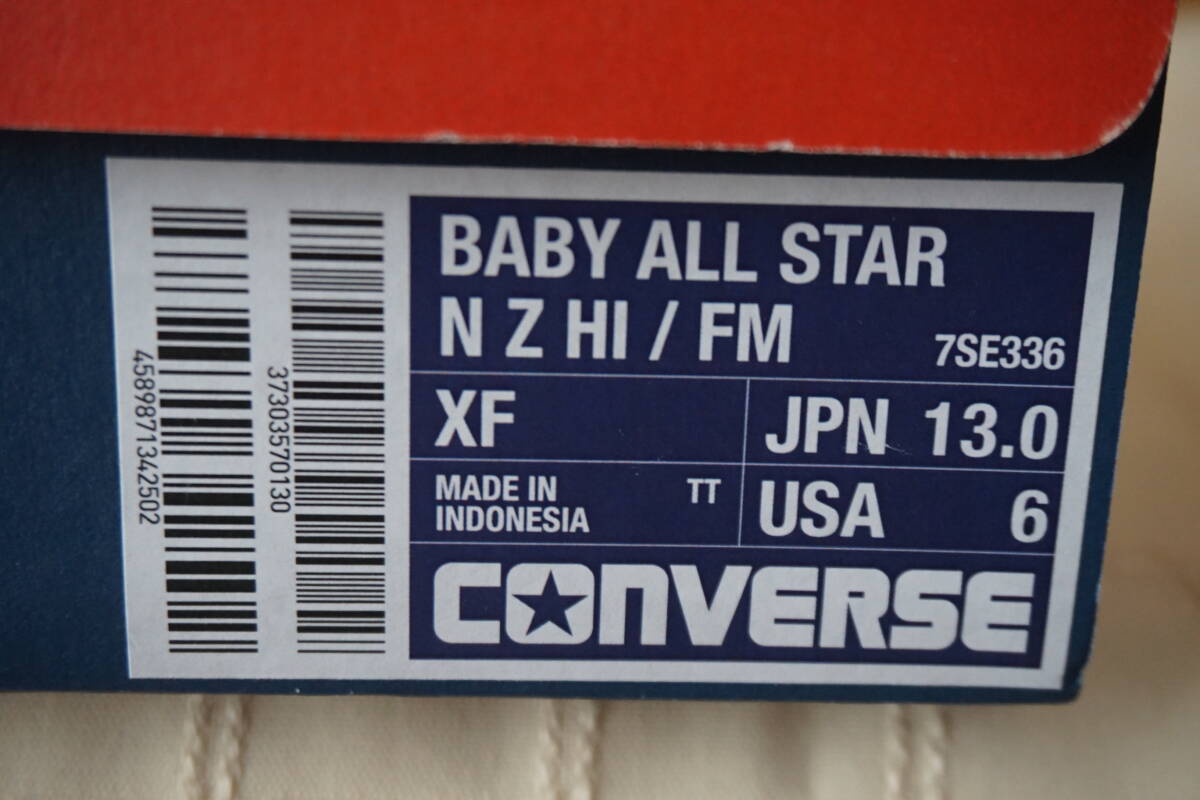 BABY ALL STAR
N Z HI / FM 7SE336
XF
JPN 13.0
MADE IN
INDONESIA
TT
USA 6
CONVERSE
4589871342502
37303570130